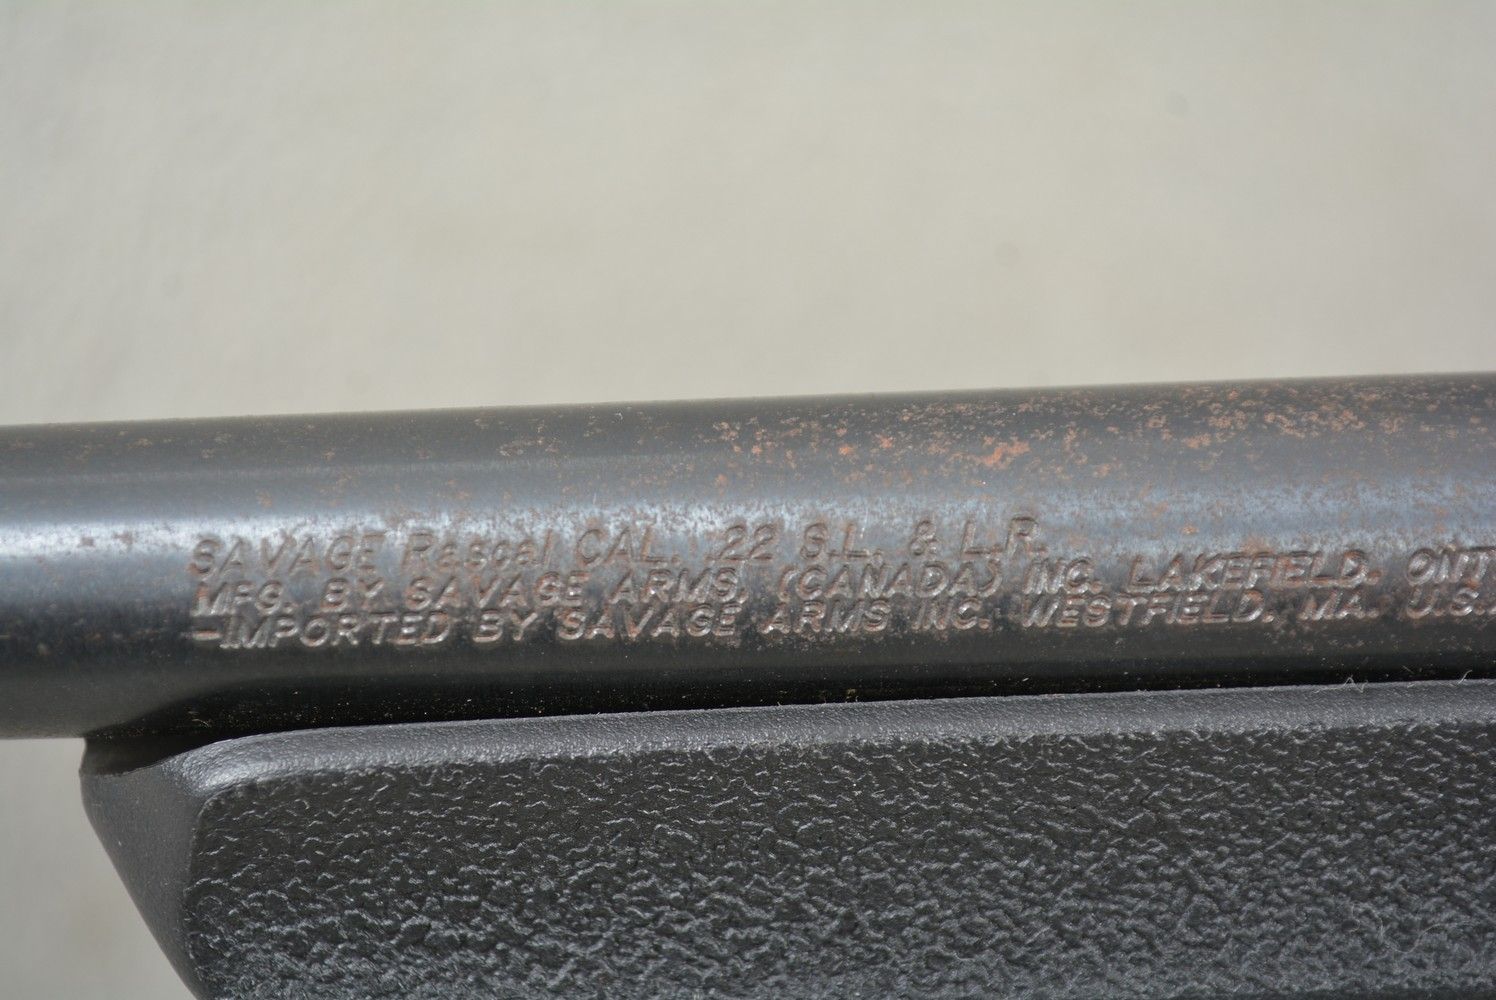 SAVAGE Rascal CAL. .22 S.L. & L.R.
MFG. BY SAVAGE ARMS, (CANADA) INC. LAKEFIELD. ONT
-IMPORTED BY SAVAGE ARMS INC. WESTFIELD. MA. U.S.